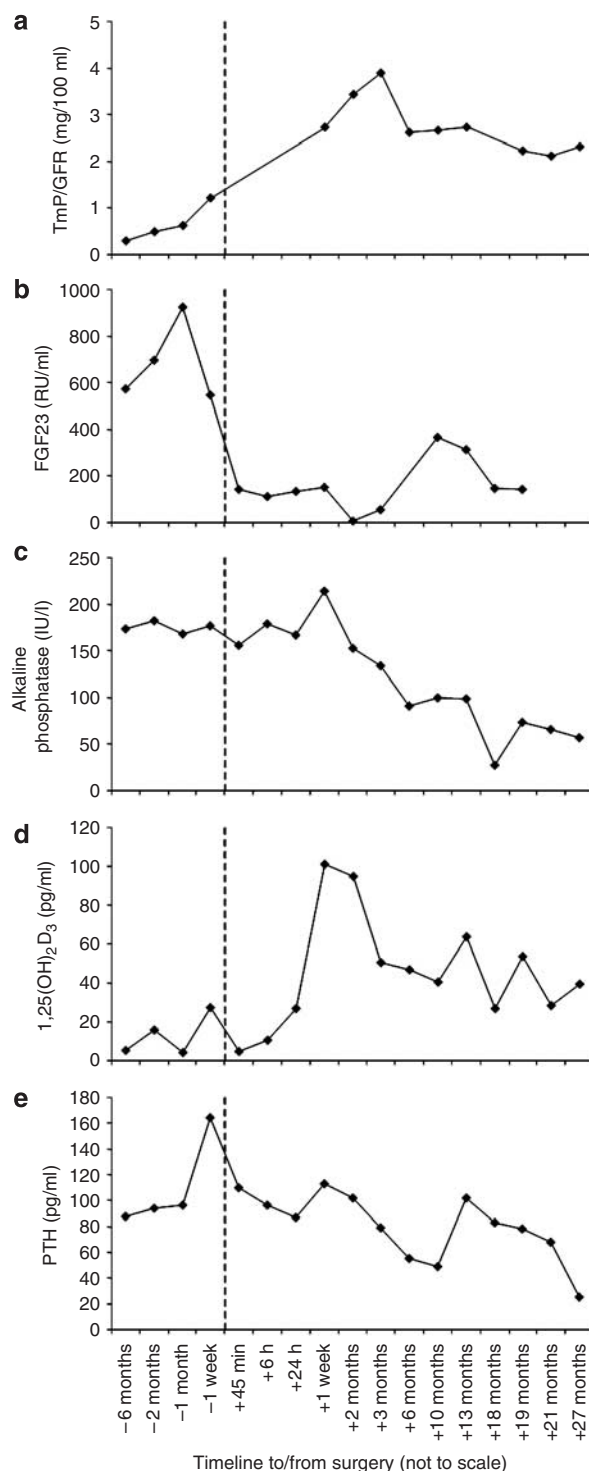 a
TmP/GFR (mg/100 ml)
5
4
3
2
1
0
b
FGF23 (RU/ml)
1000
800
600
400
200
0
c
Alkaline
phosphatase (IU/l)
250
200
150
100
50
0
d
1,25(OH)2D3 (pg/ml)
120
100
80
60
40
20
0
e
PTH (pg/ml)
180
160
140
120
100
80
60
40
20
0
−6 months
−2 months
−1 month
−1 week
+45 min
+6 h
+24 h
+1 week
+2 months
+3 months
+6 months
+10 months
+13 months
+18 months
+19 months
+21 months
+27 months
Timeline to/from surgery (not to scale)